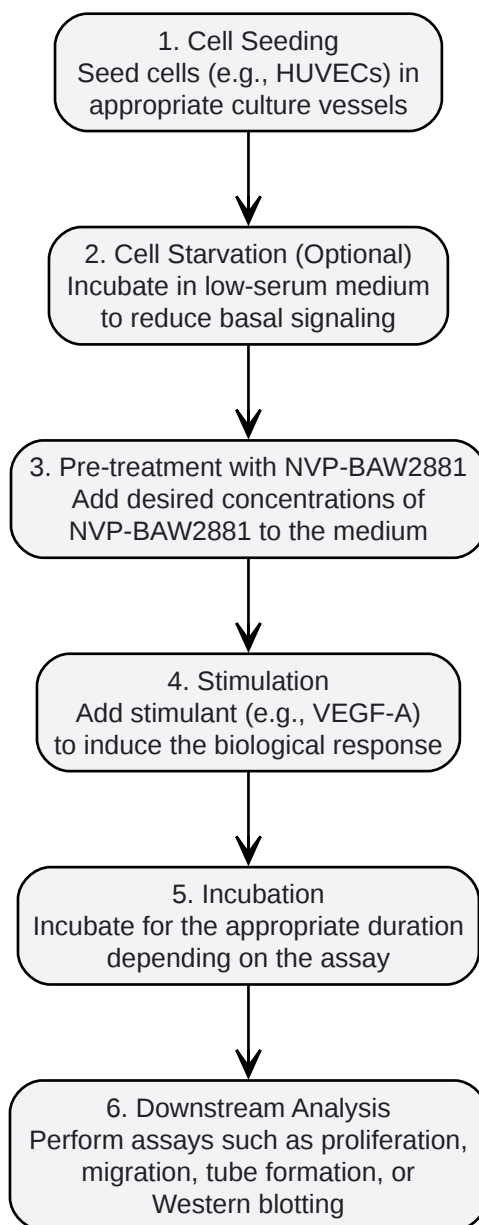 1. Cell Seeding
Seed cells (e.g., HUVECs) in
appropriate culture vessels
2. Cell Starvation (Optional)
Incubate in low-serum medium
to reduce basal signaling
3. Pre-treatment with NVP-BAW2881
Add desired concentrations of
NVP-BAW2881 to the medium
4. Stimulation
Add stimulant (e.g., VEGF-A)
to induce the biological response
5. Incubation
Incubate for the appropriate duration
depending on the assay
6. Downstream Analysis
Perform assays such as proliferation,
migration, tube formation, or
Western blotting